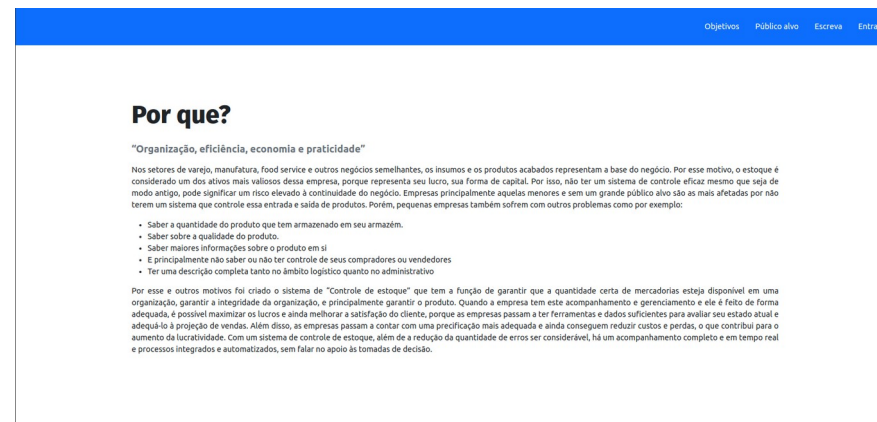 Objetivos Público alvo Escreva Entra
Por que?
“Organização, eficiência, economia e praticidade”
Nos setores de varejo, manufatura, food service e outros negócios semelhantes, os insumos e os produtos acabados representam a base do negócio. Por esse motivo, o estoque é
considerado um dos ativos mais valiosos dessa empresa, porque representa seu lucro, sua forma de capital. Por isso, não ter um sistema de controle eficaz mesmo que seja de
modo antigo, pode significar um risco elevado à continuidade do negócio. Empresas principalmente aquelas menores e sem um grande público alvo são as mais afetadas por não
terem um sistema que controle essa entrada e saída de produtos. Porém, pequenas empresas também sofrem com outros problemas como por exemplo:
• Saber a quantidade do produto que tem armazenado em seu armazém.
• Saber sobre a qualidade do produto.
• Saber maiores informações sobre o produto em si
• E principalmente não saber ou não ter controle de seus compradores ou vendedores
• Ter uma descrição completa tanto no âmbito logístico quanto no administrativo
Por esse e outros motivos foi criado o sistema de “Controle de estoque” que tem a função de garantir que a quantidade certa de mercadorias esteja disponível em uma
organização, garantir a integridade da organização, e principalmente garantir o produto. Quando a empresa tem este acompanhamento e gerenciamento e ele é feito de forma
adequada, é possível maximizar os lucros e ainda melhorar a satisfação do cliente, porque as empresas passam a ter ferramentas e dados suficientes para avaliar seu estado atual e
adequá-lo à projeção de vendas. Além disso, as empresas passam a contar com uma precificação mais adequada e ainda conseguem reduzir custos e perdas, o que contribui para o
aumento da lucratividade. Com um sistema de controle de estoque, além de a redução da quantidade de erros ser considerável, há um acompanhamento completo e em tempo real
e processos integrados e automatizados, sem falar no apoio às tomadas de decisão.